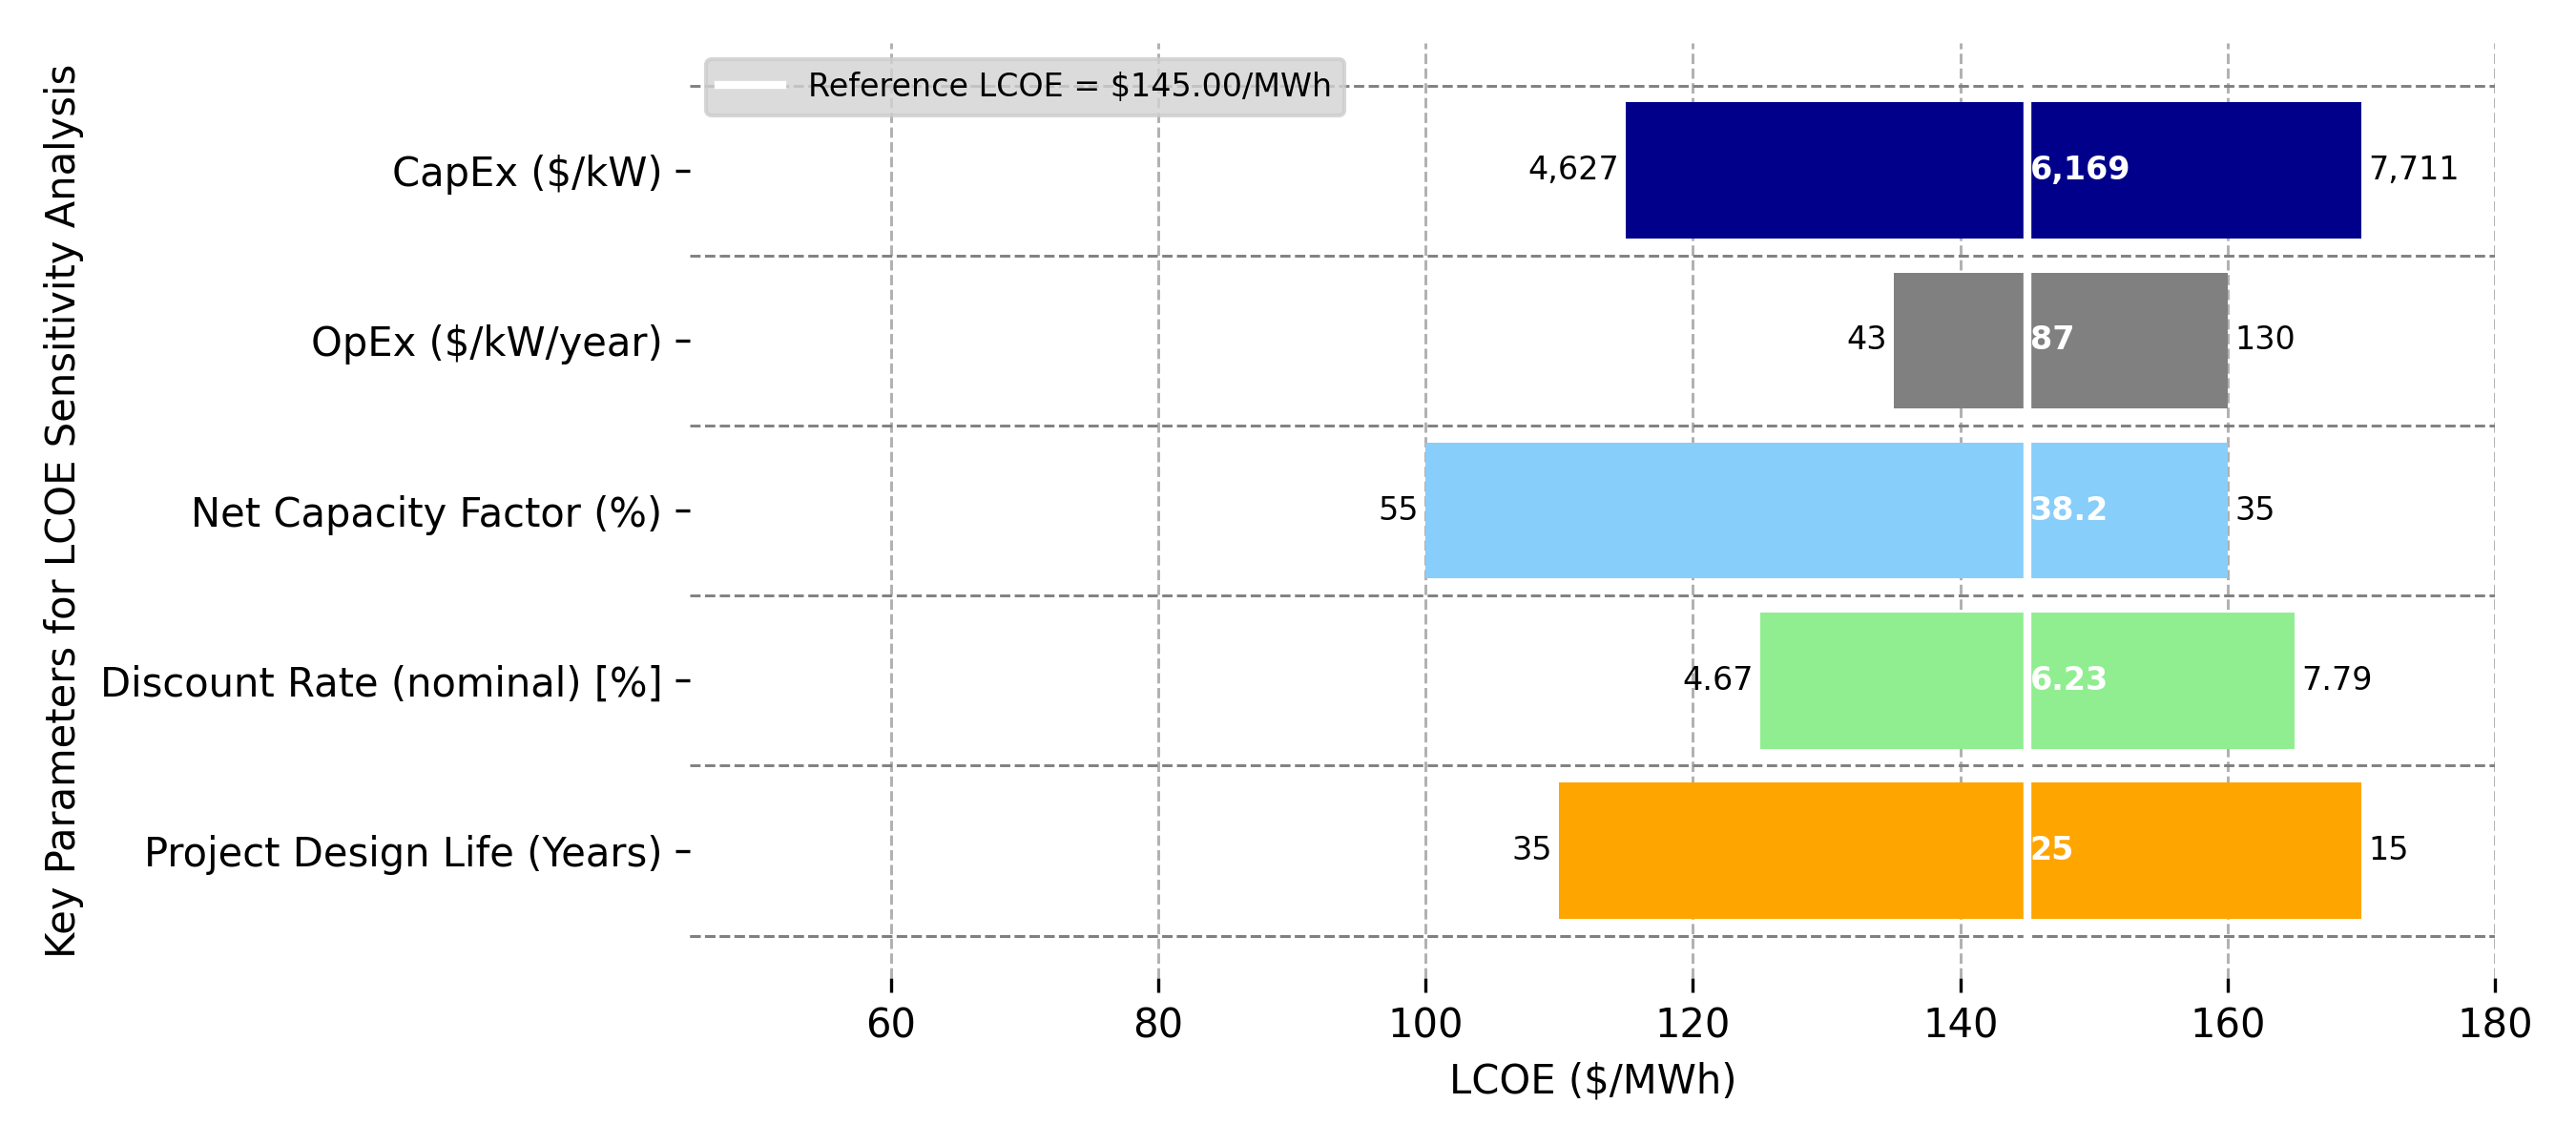 Key Parameters for LCOE Sensitivity Analysis
Reference LCOE = $145.00/MWh
CapEx ($/kW)
4,627
6,169
7,711
OpEx ($/kW/year)
43
87
130
Net Capacity Factor (%)
55
38.2
35
Discount Rate (nominal) [%]
4.67
6.23
7.79
Project Design Life (Years)
35
25
15
60 80 100 120 140 160 180
LCOE ($/MWh)